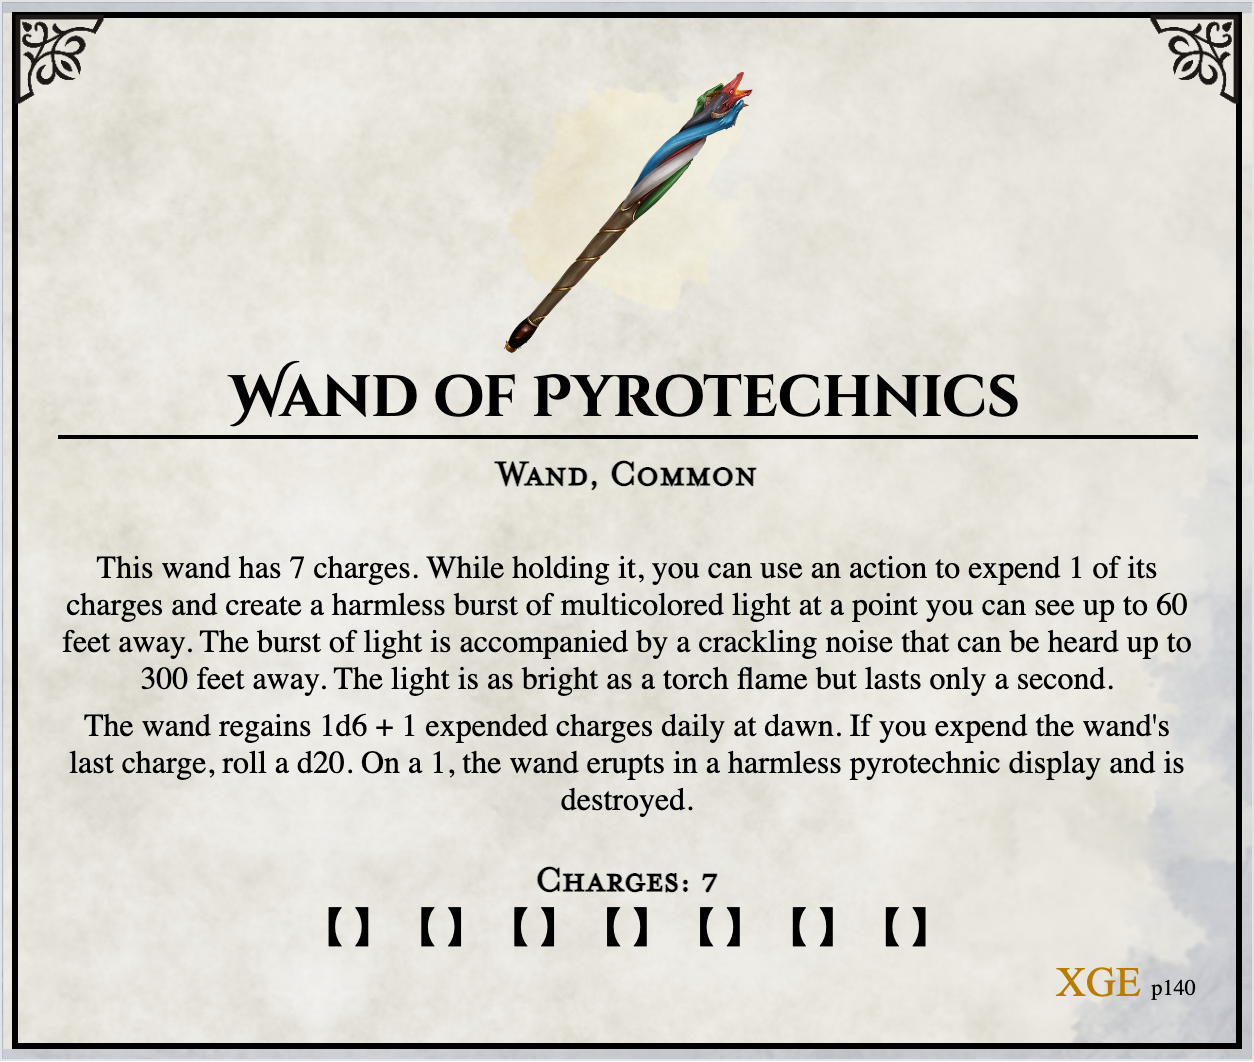 Wand of Pyrotechnics
Wand, Common
This wand has 7 charges. While holding it, you can use an action to expend 1 of its
charges and create a harmless burst of multicolored light at a point you can see up to 60
feet away. The burst of light is accompanied by a crackling noise that can be heard up to
300 feet away. The light is as bright as a torch flame but lasts only a second.
The wand regains 1d6 + 1 expended charges daily at dawn. If you expend the wand's
last charge, roll a d20. On a 1, the wand erupts in a harmless pyrotechnic display and is
destroyed.
Charges: 7
【 】 【 】 【 】 【 】 【 】 【 】 【 】
XGE p140